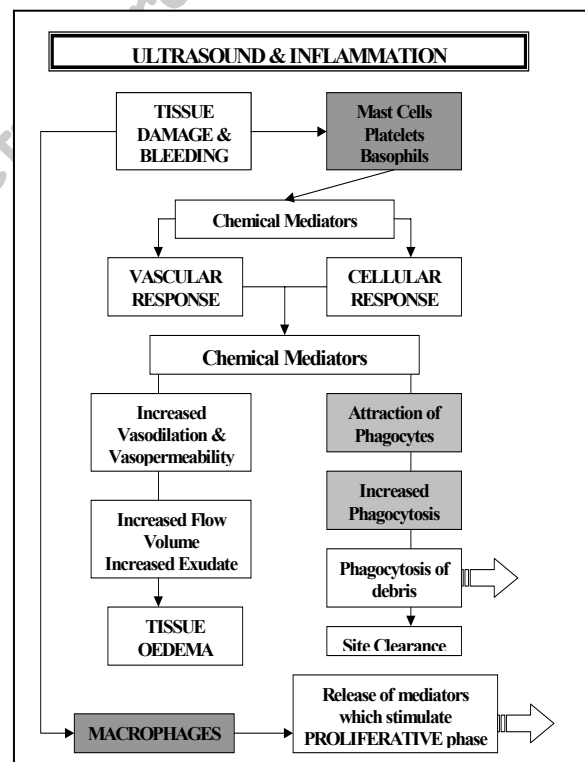 ULTRASOUND & INFLAMMATION
TISSUE
DAMAGE &
BLEEDING
Mast Cells
Platelets
Basophils
Chemical Mediators
VASCULAR
RESPONSE
CELLULAR
RESPONSE
Chemical Mediators
Increased
Vasodilation &
Vasopermeability
Attraction of
Phagocytes
Increased
Phagocytosis
Increased Flow
Volume
Increased Exudate
Phagocytosis of
debris
TISSUE
OEDEMA
Site Clearance
MACROPHAGES
Release of mediators
which stimulate
PROLIFERATIVE phase